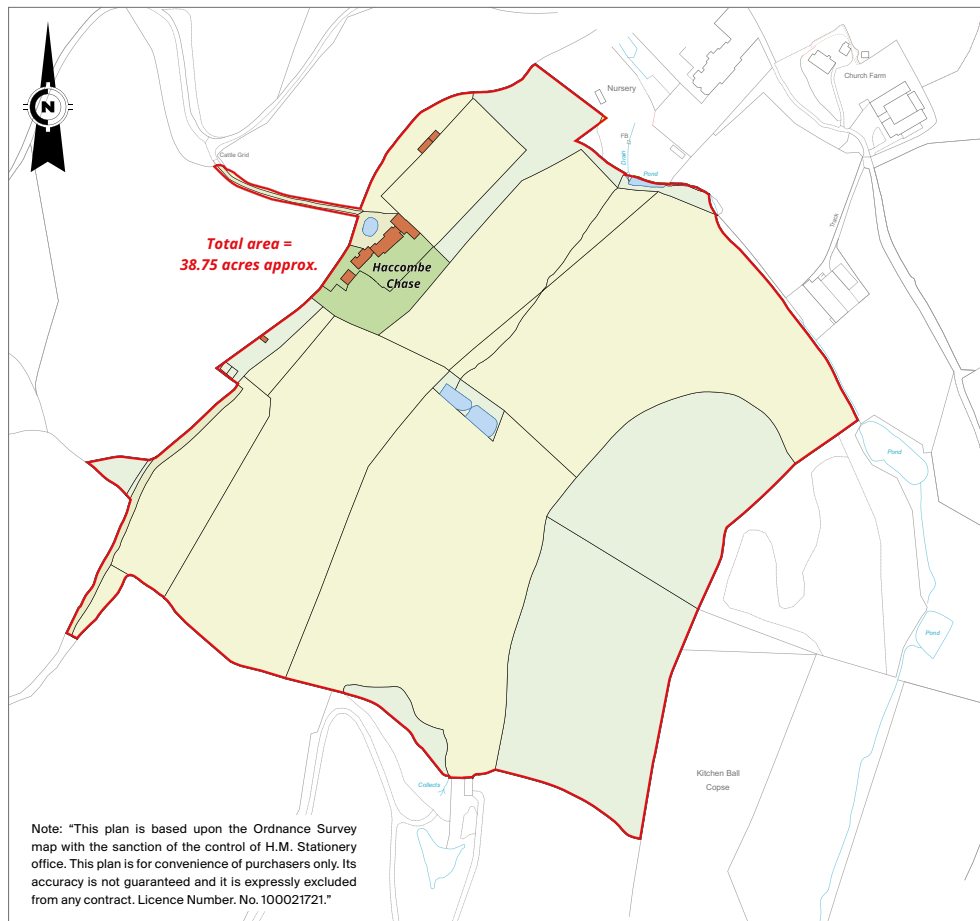 N
Nursery
Church Farm
FB
Drain
Pond
Cattle Grid
Track
Total area =
38.75 acres approx.
Haccombe
Chase
Pond
Pond
Kitchen Ball
Copse
Collects
Note: “This plan is based upon the Ordnance Survey
map with the sanction of the control of H.M. Stationery
office. This plan is for convenience of purchasers only. Its
accuracy is not guaranteed and it is expressly excluded
from any contract. Licence Number. No. 100021721.”